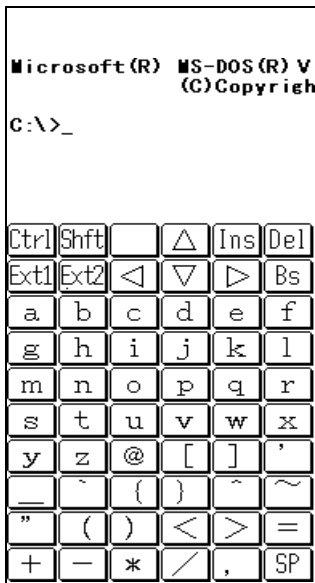 Microsoft(R) MS-DOS(R) V
(C)Copyrigh
C:\>_
Ctrl Shft △ Ins Del
Ext1 Ext2 ◁ ▽ ▷ Bs
a b c d e f
g h i j k l
m n o p q r
s t u v w x
y z @ [ ] ’
_ ` { } ^ ~
” ( ) < > =
+ - * / , SP